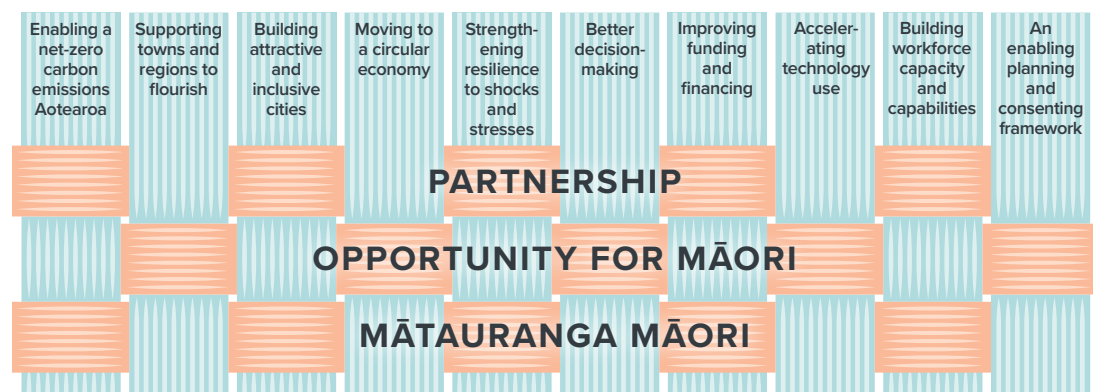 Enabling a
net-zero
carbon
emissions
Aotearoa
Supporting
towns and
regions to
flourish
Building
attractive
and
inclusive
cities
Moving to
a circular
economy
Strength-
ening
resilience
to shocks
and
stresses
Better
decision-
making
Improving
funding
and
financing
Acceler-
ating
technology
use
Building
workforce
capacity
and
capabilities
An
enabling
planning
and
consenting
framework
PARTNERSHIP
OPPORTUNITY FOR MĀORI
MĀTAURANGA MĀORI